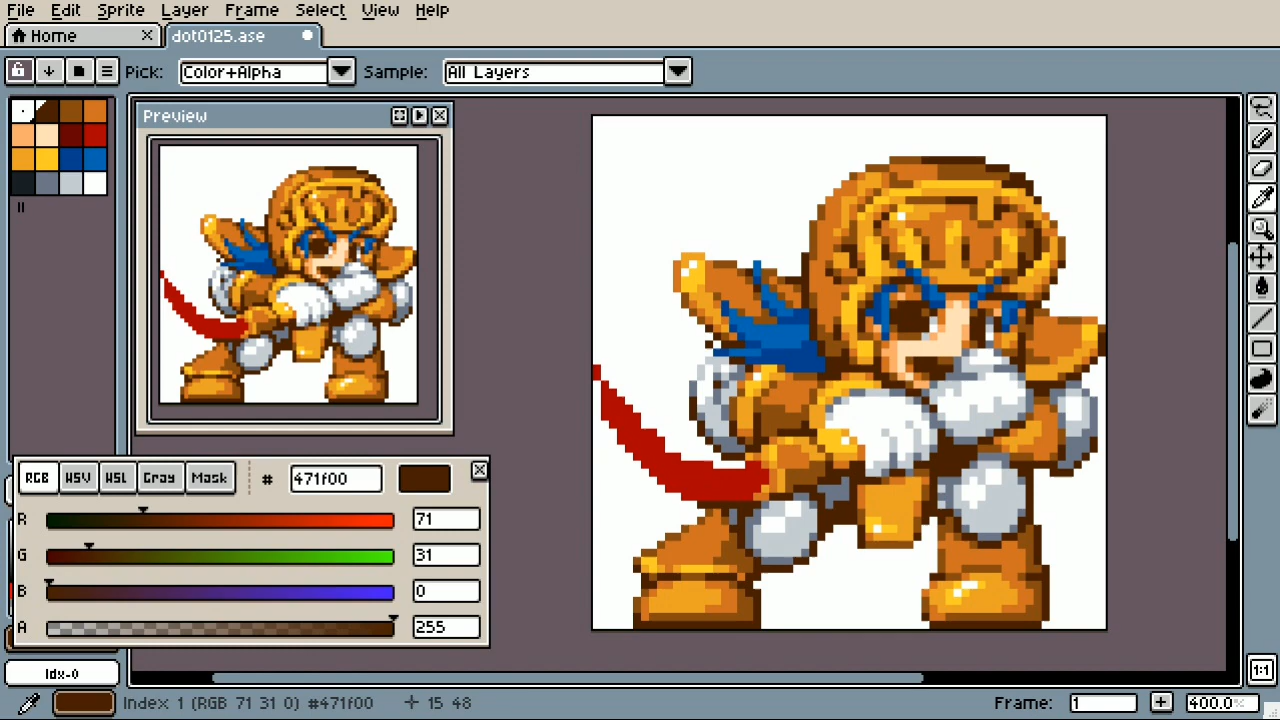 File Edit Sprite Layer Frame Select View Help
Home dot0125.ase
Pick: Color+Alpha Sample: All Layers
Preview
RGB HSV HSL Gray Mask # 471f00
R 71
G 31
B 0
A 255
Idx-0
Index 1 (RGB 71 31 0) #471f00 15 48 Frame: 1 400.0%
1:1